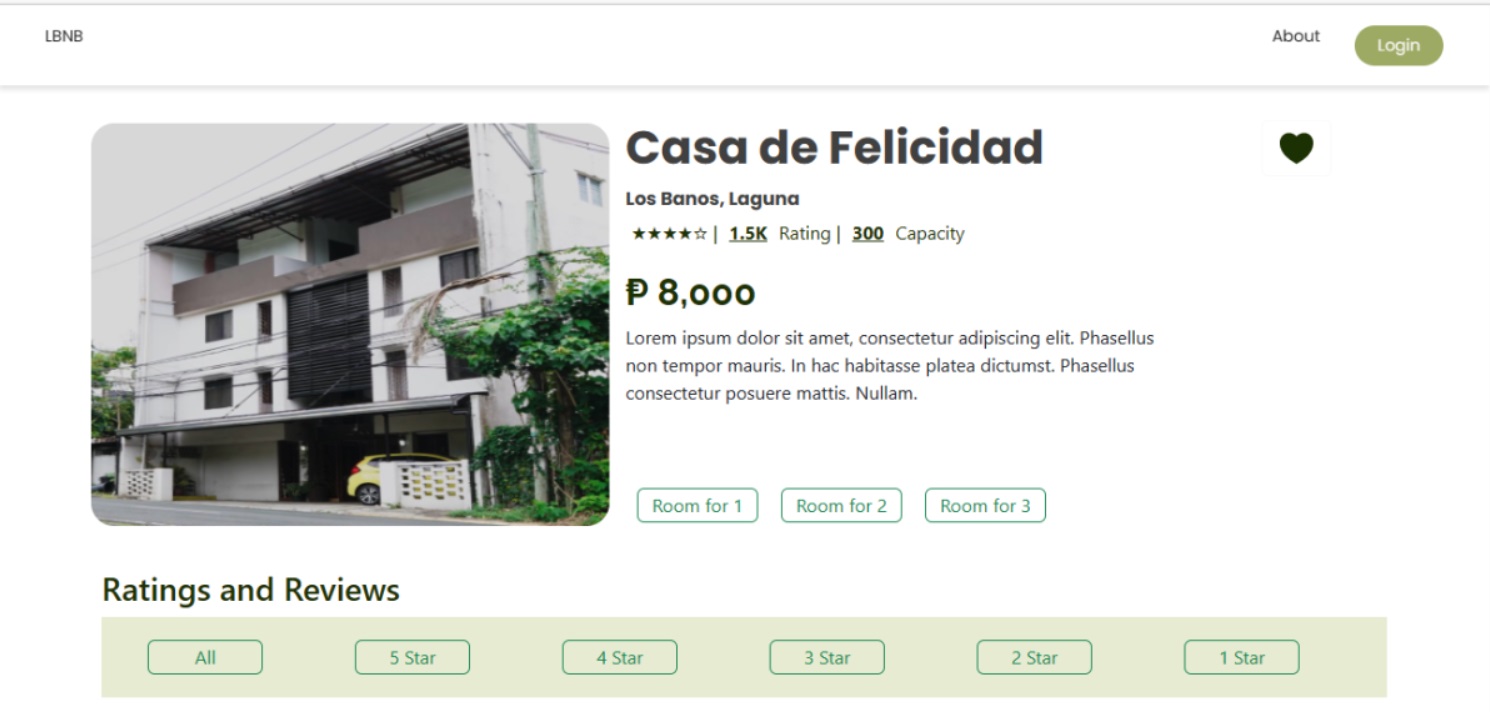 LBNB
About
Login
Casa de Felicidad
Los Banos, Laguna
★★★★☆ | 1.5K Rating | 300 Capacity
₱ 8,000
Lorem ipsum dolor sit amet, consectetur adipiscing elit. Phasellus
non tempor mauris. In hac habitasse platea dictumst. Phasellus
consectetur posuere mattis. Nullam.
Room for 1
Room for 2
Room for 3
Ratings and Reviews
All
5 Star
4 Star
3 Star
2 Star
1 Star